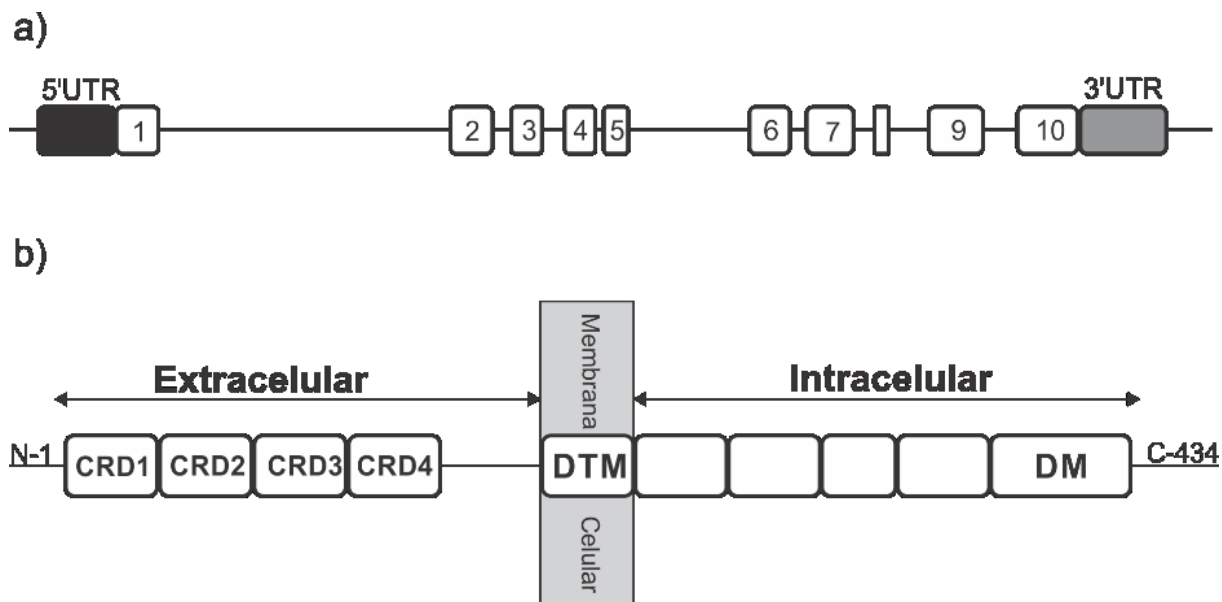 a)
5'UTR 3'UTR
1 2 3 4 5 6 7 9 10
b)
Extracelular Membrana Intracelular
N-1 CRD1 CRD2 CRD3 CRD4 DTM DM C-434
Celular